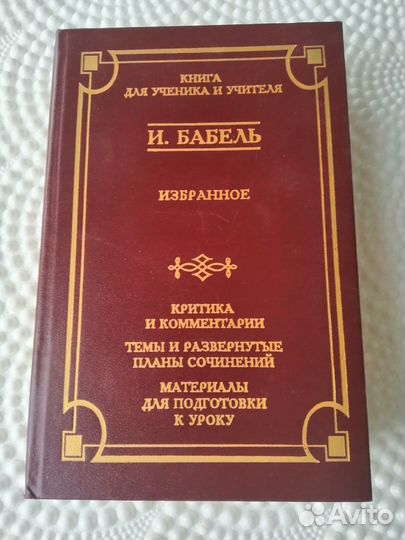 КНИГА
ДЛЯ УЧЕНИКА И УЧИТЕЛЯ
И. БАБЕЛЬ
ИЗБРАННОЕ
КРИТИКА
И КОММЕНТАРИИ
ТЕМЫ И РАЗВЕРНУТЫЕ
ПЛАНЫ СОЧИНЕНИЙ
МАТЕРИАЛЫ
ДЛЯ ПОДГОТОВКИ
К УРОКУ
Avito